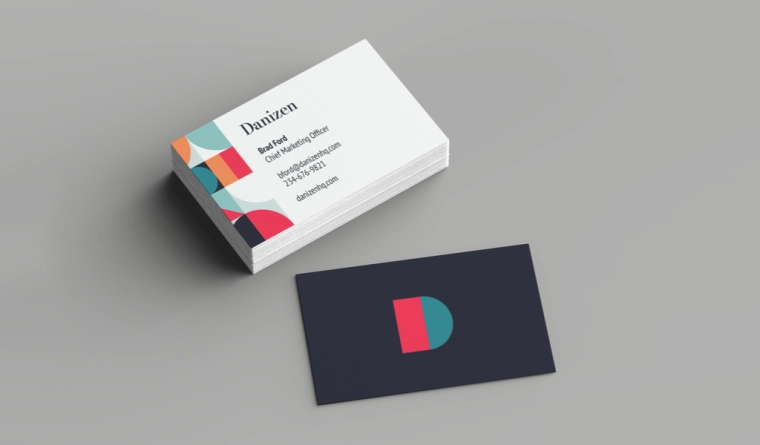 Danizen
Brad Ford
Chief Marketing Officer
bford@danizenhq.com
234-676-9821
danizenhq.com
D